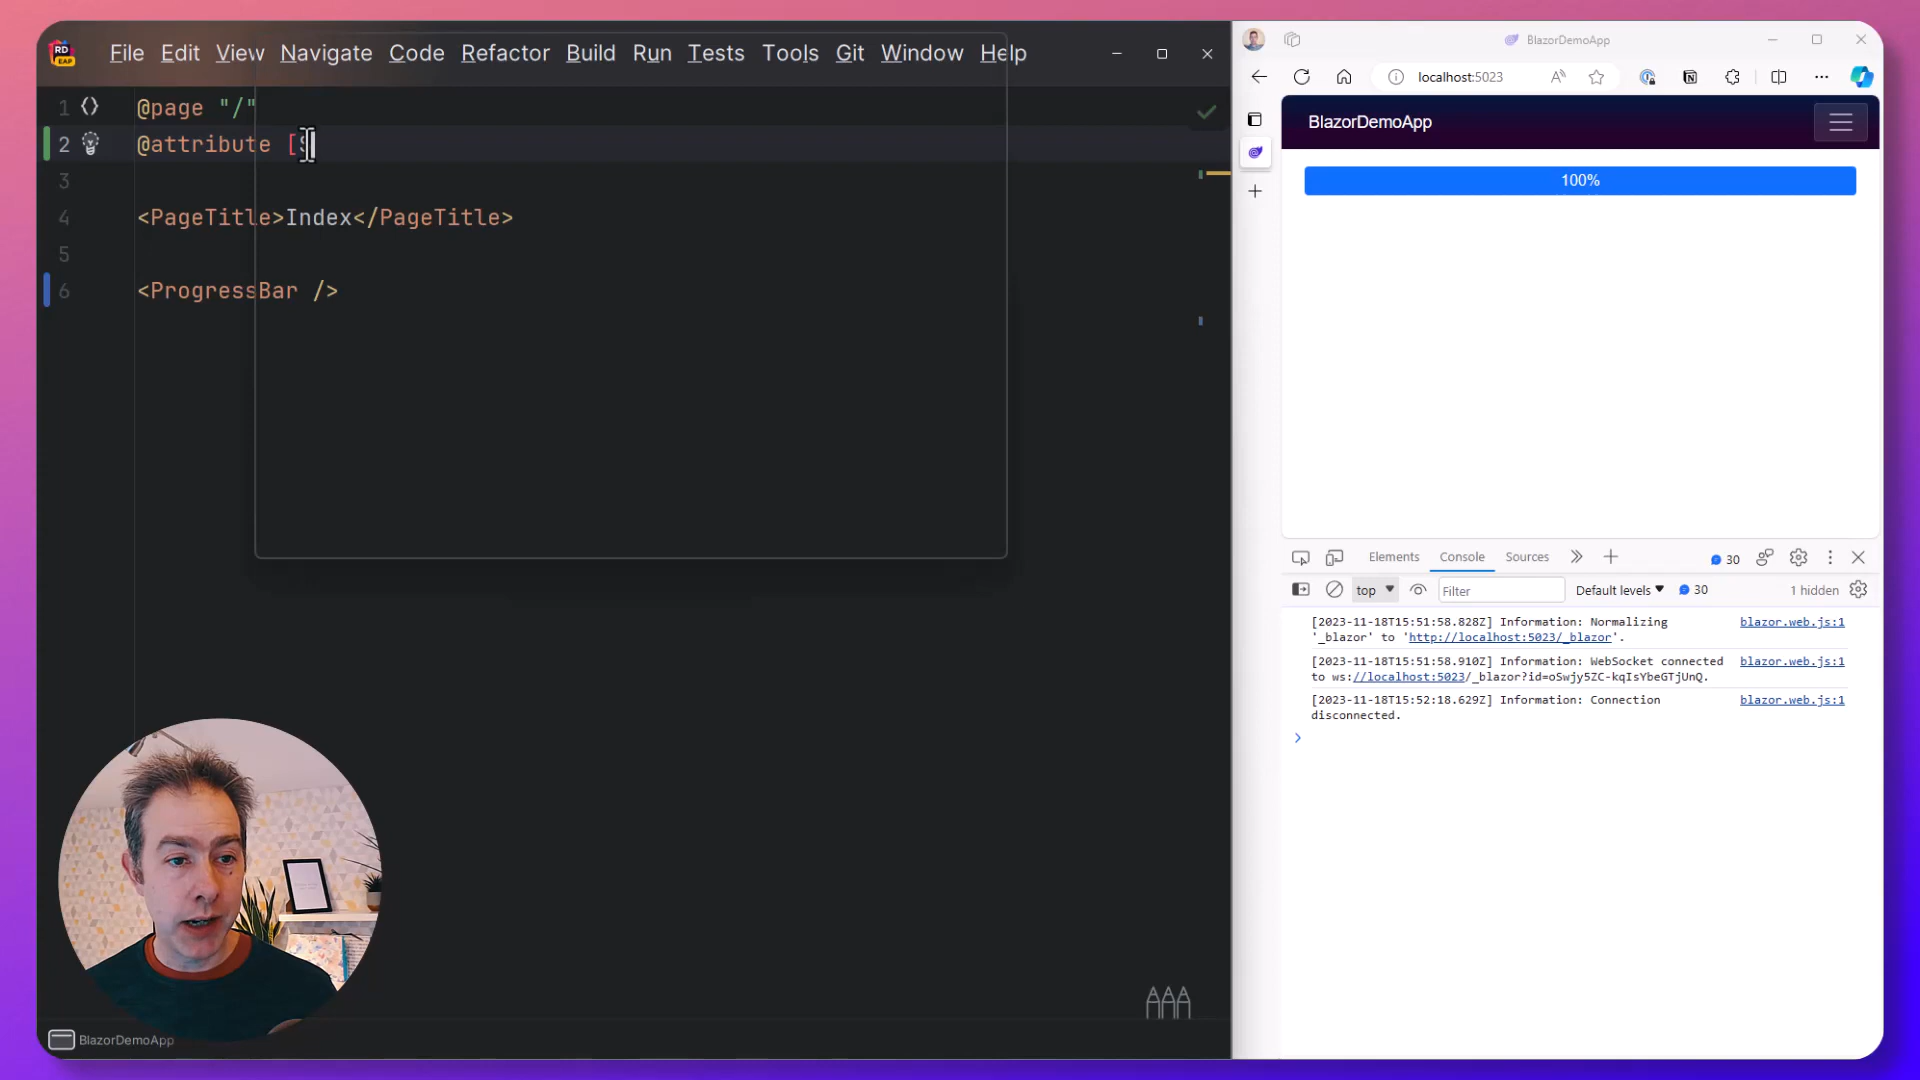 RD
EAP
File Edit View Navigate Code Refactor Build Run Tests Tools Git Window Help
1 @page "/"
2 @attribute [S
3
4 <PageTitle>Index</PageTitle>
5
6 <ProgressBar />
BlazorDemoApp
BlazorDemoApp
localhost:5023
BlazorDemoApp
100%
Elements Console Sources 30
top Filter Default levels 30 1 hidden
[2023-11-18T15:51:58.828Z] Information: Normalizing blazor.web.js:1
'_blazor' to 'http://localhost:5023/_blazor'.
[2023-11-18T15:51:58.910Z] Information: WebSocket connected blazor.web.js:1
to ws://localhost:5023/_blazor?id=oSwjy5ZC-kqIsYbeGTjUnQ.
[2023-11-18T15:52:18.629Z] Information: Connection blazor.web.js:1
disconnected.